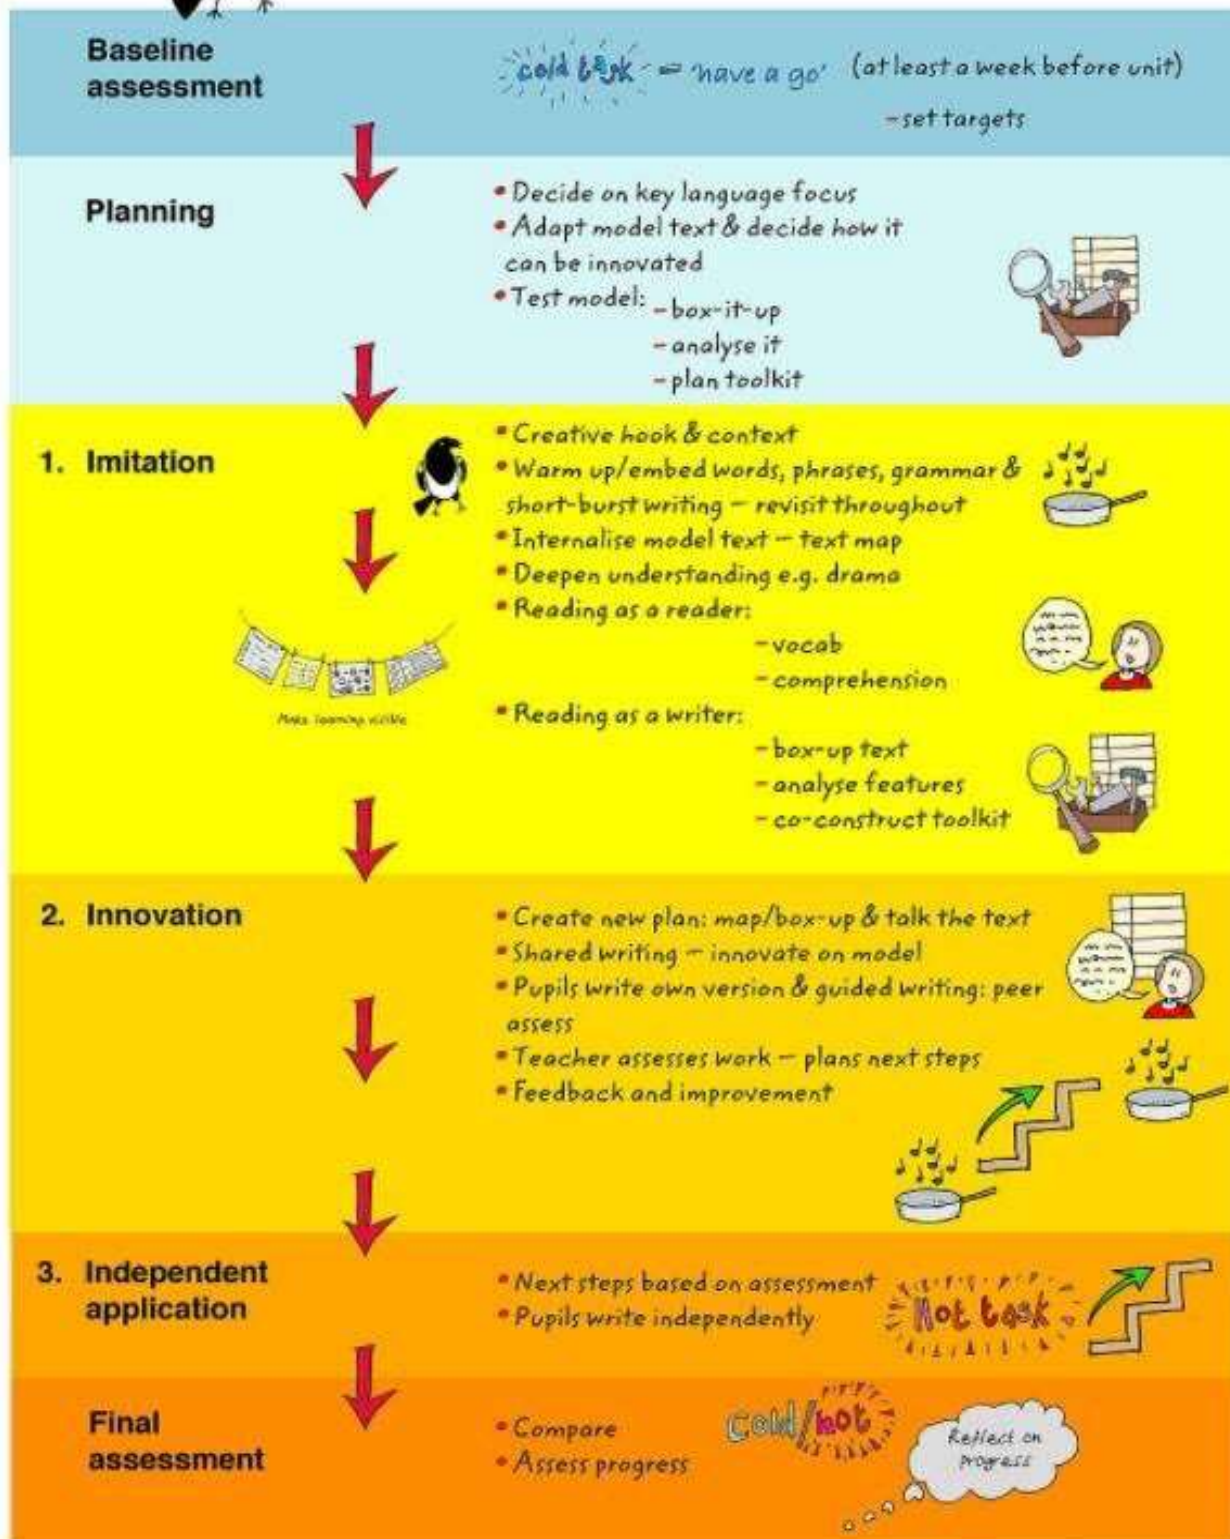 Baseline
assessment
cold task - 'have a go' (at least a week before unit)
- set targets
Planning
• Decide on key language focus
• Adapt model text & decide how it
can be innovated
• Test model: - box-it-up
- analyse it
- plan toolkit
1. Imitation
• Creative hook & context
• Warm up/embed words, phrases, grammar &
short-burst writing - revisit throughout
• Internalise model text - text map
• Deepen understanding e.g. drama
• Reading as a reader:
- vocab
- comprehension
Make learning visible
• Reading as a writer:
- box-up text
- analyse features
- co-construct toolkit
2. Innovation
• Create new plan: map/box-up & talk the text
• Shared writing - innovate on model
• Pupils write own version & guided writing: peer
assess
• Teacher assesses work - plans next steps
• Feedback and improvement
3. Independent
application
• Next steps based on assessment
• Pupils write independently
Hot task
Final
assessment
• Compare
• Assess progress
Cold/hot
Reflect on
progress